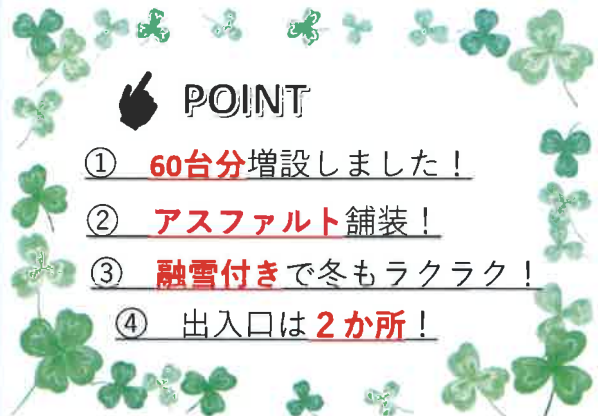 POINT
① 60台分増設しました！
② アスファルト舗装！
③ 融雪付きで冬もラクラク！
④ 出入口は２か所！